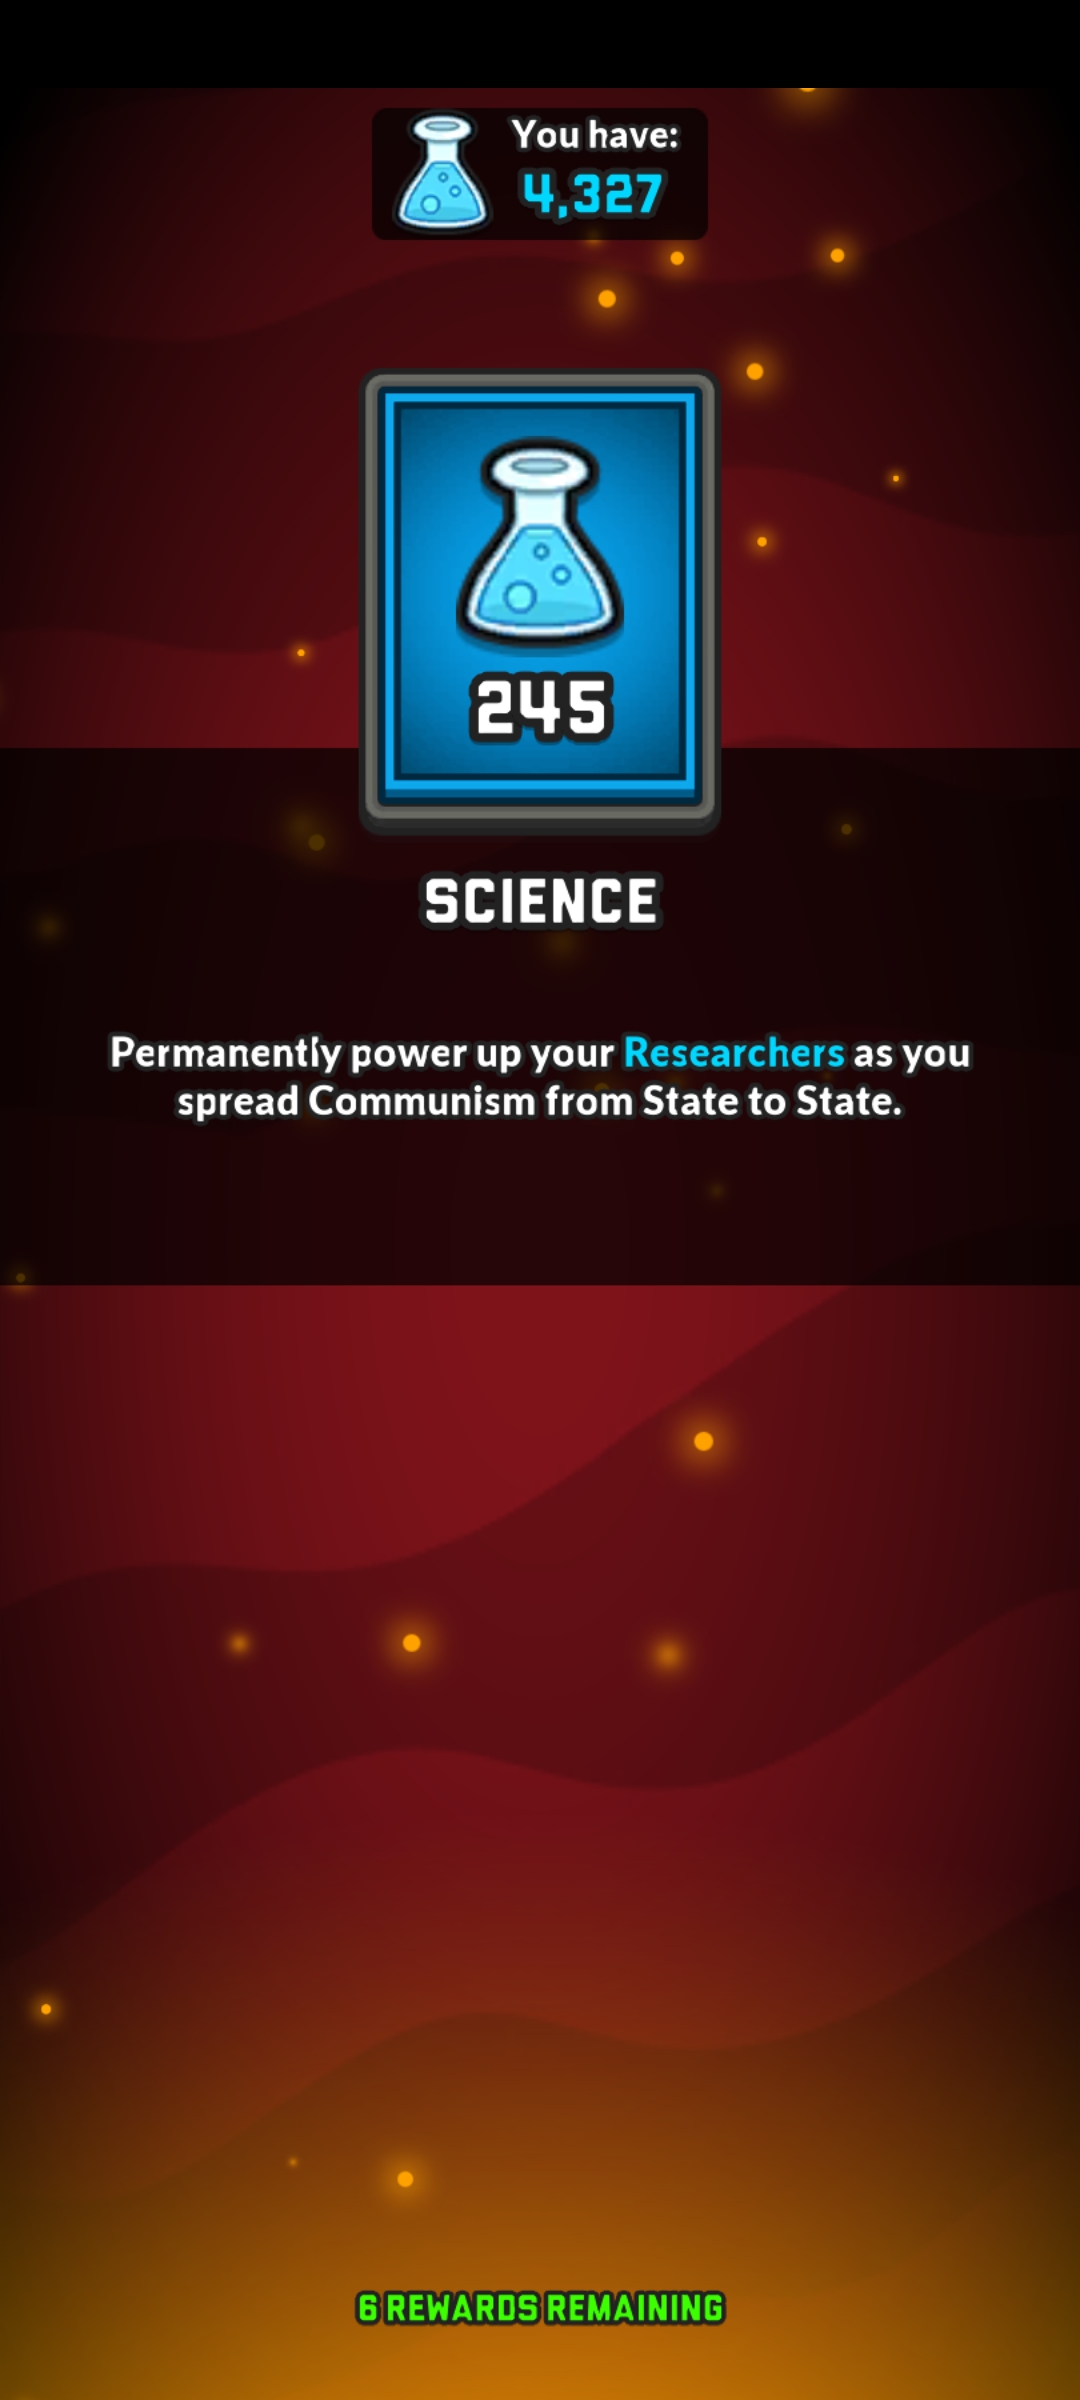 You have:
4,327
245
SCIENCE
Permanently power up your Researchers as you
spread Communism from State to State.
6 REWARDS REMAINING